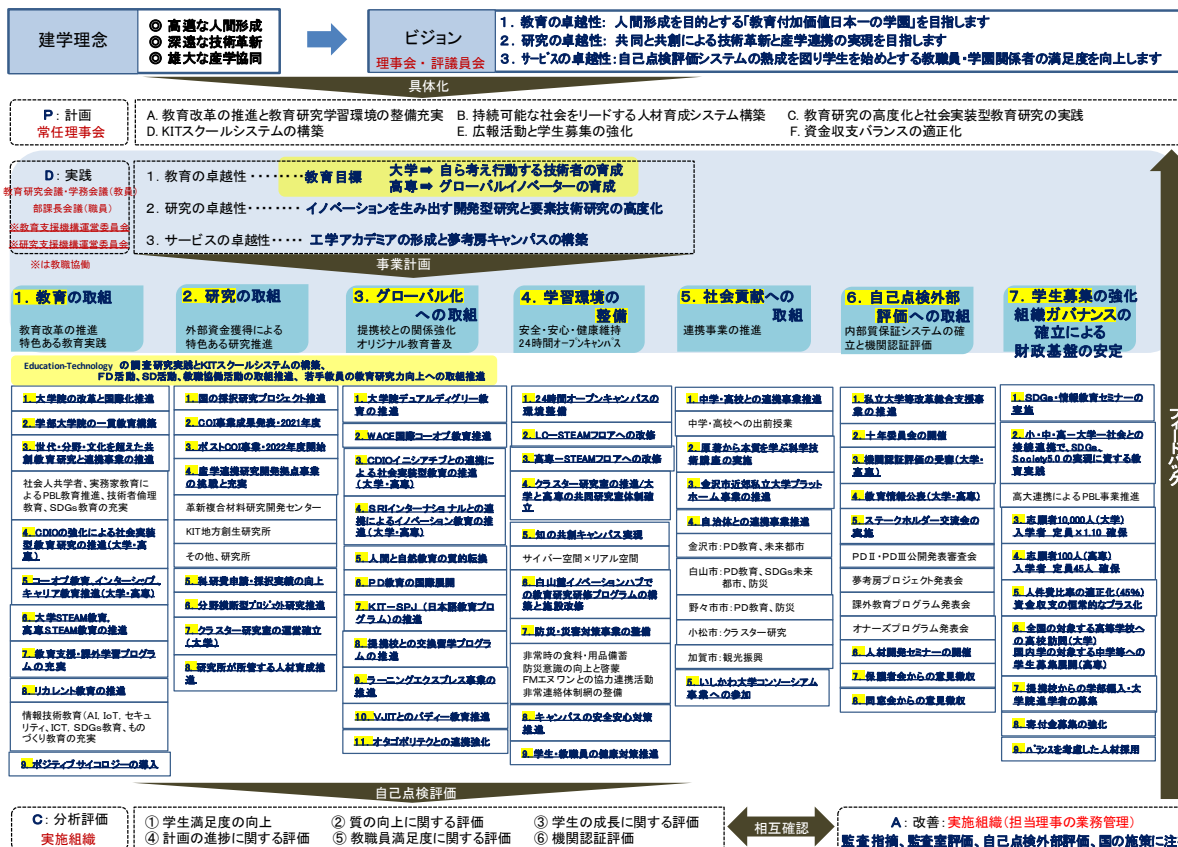 建学理念
◎ 高邁な人間形成
◎ 深遠な技術革新
◎ 雄大な産学協同
ビジョン
理事会・評議員会
1. 教育の卓越性: 人間形成を目的とする「教育付加価値日本一の学園」を目指します
2. 研究の卓越性: 共同と共創による技術革新と産学連携の実現を目指します
3. サービスの卓越性:自己点検評価システムの熟成を図り学生を始めとする教職員・学園関係者の満足度を向上します
具体化
P: 計画
常任理事会
A. 教育改革の推進と教育研究学習環境の整備充実 B. 持続可能な社会をリードする人材育成システム構築 C. 教育研究の高度化と社会実装型教育研究の実践
D. KITスクールシステムの構築 E. 広報活動と学生募集の強化 F. 資金収支バランスの適正化
D: 実践
教育研究会議・学務会議(教員)
部課長会議(職員)
※教育支援機構運営委員会
※研究支援機構運営委員会
※は教職協働
1. 教育の卓越性‥‥‥‥教育目標 大学➡ 自ら考え行動する技術者の育成
高専➡ グローバルイノベーターの育成
2. 研究の卓越性‥‥‥‥ イノベーションを生み出す開発型研究と要素技術研究の高度化
3. サービスの卓越性‥‥‥ 工学アカデミアの形成と夢考房キャンパスの構築
事業計画
1. 教育の取組
教育改革の推進
特色ある教育実践
2. 研究の取組
外部資金獲得による
特色ある研究推進
3. グローバル化
への取組
提携校との関係強化
オリジナル教育普及
4. 学習環境の
整備
安全・安心・健康維持
24時間オープンキャンパス
5. 社会貢献への
取組
連携事業の推進
6. 自己点検外部
評価への取組
内部質保証システムの確
立と機関認証評価
7. 学生募集の強化
組織ガバナンスの
確立による
財政基盤の安定
Education-Technology の調査研究実践とKITスクールシステムの構築、
FD活動、SD活動、教職協働活動の取組推進、若手教員の教育研究力向上への取組推進
1. 大学院の改革と国際化推進
2. 学部大学院の一貫教育構築
3. 世代・分野・文化を超えた共
創教育研究と連携事業の推進
社会人共学者、実務家教育に
よるPBL教育推進、技術者倫理
教育、SDGs教育の充実
4. CDIOの強化による社会実装
型教育研究の推進(大学・高
専)
5. コーオプ教育、インターンシップ、
キャリア教育推進(大学・高専)
6. 大学STEAM教育、
高専STEAM教育の推進
7. 教育支援・課外学習プログラ
ムの充実
8. リカレント教育の推進
情報技術教育(AI, IoT, セキュ
リティ, ICT, SDGs教育、もの
づくり教育の充実
9. ポジティブサイコロジーの導入
1. 国の採択研究プロジェクト推進
2. COI事業成果発表・2021年度
3. ポストCOI事業・2022年度開始
4. 産学連携研究開発拠点事業
の挑戦と充実
革新複合材料研究開発センター
KIT地方創生研究所
その他、研究所
5. 科研費申請・採択実績の向上
6. 分野横断型プロジェクト研究推進
7. クラスター研究室の運営確立
(大学)
8. 研究所が所管する人材育成推
進
1. 大学院デュアルディグリー教
育の推進
2. WACE国際コーオプ教育推進
3. CDIOイニシアチブとの連携に
よる社会実装型教育の推進
(大学・高専)
4. SRIインターナショナルとの連
携によるイノベーション教育の推
進(大学・高専)
5. 人間と自然教育の質的転換
6. PD教育の国際展開
7. KIT-SPJ (日本語教育プロ
グラム)の推進
8. 提携校との交換留学プログラ
ムの推進
9. ラーニングエクスプレス事業の
推進
10. VJITとのバディー教育推進
11. オタゴポリテクとの連携強化
1. 24時間オープンキャンパスの
環境整備
2. LC-STEAMフロアへの改修
3. 高専-STEAMフロアへの改修
4. クラスター研究室の推進/大
学と高専の共同研究室体制確
立
5. 知の共創キャンパス実現
サイバー空間×リアル空間
6. 白山麓イノベーションハブで
の教育研究研修プログラムの構
築と施設改修
7. 防災・災害対策事業の整備
非常時の食料・用品備蓄
防災意識の向上と啓蒙
FMエヌワンとの協力連携活動
非常連絡体制網の整備
8. キャンパスの安全安心対策
推進
9. 学生・教職員の健康対策推進
1. 中学・高校との連携事業推進
中学・高校への出前授業
2. 原著から本質を学ぶ科学技
術講座の実施
3. 金沢市近郊私立大学プラット
ホーム事業の推進
4. 自治体との連携事業推進
金沢市:PD教育、未来都市
白山市:PD教育、SDGs未来
都市、防災
野々市市:PD教育、防災
小松市:クラスター研究
加賀市:観光振興
5. いしかわ大学コンソーシアム
事業への参加
1. 私立大学等改革総合支援事
業の推進
2. 十年委員会の開催
3. 機関認証評価の受審(大学・
高専)
4. 教育情報公表(大学・高専)
5. ステークホルダー交流会の実
施
PDⅡ・PDⅢ公開発表審査会
夢考房プロジェクト発表会
課外教育プログラム発表会
オナーズプログラム発表会
6. 人材開発セミナーの開催
7. 保護者会からの意見徴収
8. 同窓会からの意見徴収
1. SDGs・情報教育セミナーの
実施
2. 小・中・高ー大学ー社会との
接続連携で、SDGs、
Society5.0 の実現に資する教
育実践
高大連携によるPBL事業推進
3. 志願者10,000人(大学)
入学者 定員×1.10 確保
4. 志願者100人(高専)
入学者 定員45人 確保
5. 人件費比率の適正化(45%)
資金収支の恒常的なプラス化
6. 全国の対象する高等学校へ
の高校訪問(大学)
国内学の対象する中学等への
学生募集展開(高専)
7. 提携校からの学部編入・大
学院進学者の募集
8. 寄付金募集の強化
9. バランスを考慮した人材採用
フィードバック
自己点検評価
C: 分析評価
実施組織
① 学生満足度の向上 ② 質の向上に関する評価 ③ 学生の成長に関する評価
④ 計画の進捗に関する評価 ⑤ 教職員満足度に関する評価 ⑥ 機関認証評価
相互確認
A: 改善:実施組織(担当理事の業務管理)
監査指摘、監査室評価、自己点検外部評価、国の施策に注